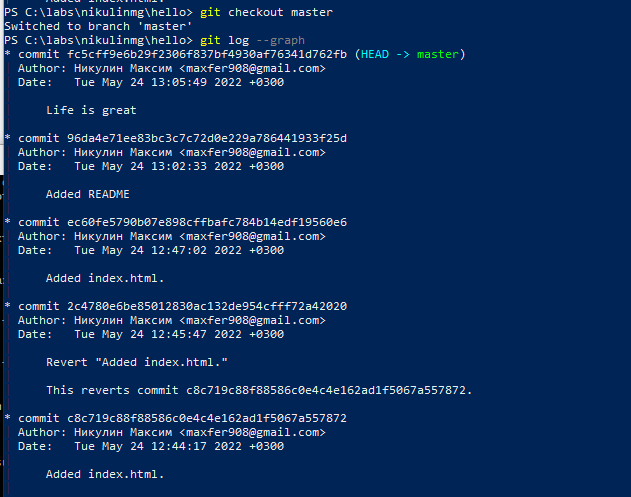 Added index.html.
PS C:\labs\nikulinmg\hello> git checkout master
Switched to branch 'master'
PS C:\labs\nikulinmg\hello> git log --graph
* commit fc5cff9e6b29f2306f837bf4930af76341d762fb (HEAD -> master)
| Author: Никулин Максим <maxfer908@gmail.com>
| Date:   Tue May 24 13:05:49 2022 +0300
|
|     Life is great
|
* commit 96da4e71ee83bc3c7c72d0e229a786441933f25d
| Author: Никулин Максим <maxfer908@gmail.com>
| Date:   Tue May 24 13:02:33 2022 +0300
|
|     Added README
|
* commit ec60fe5790b07e898cffbafc784b14edf19560e6
| Author: Никулин Максим <maxfer908@gmail.com>
| Date:   Tue May 24 12:47:02 2022 +0300
|
|     Added index.html.
|
* commit 2c4780e6be85012830ac132de954cfff72a42020
| Author: Никулин Максим <maxfer908@gmail.com>
| Date:   Tue May 24 12:45:47 2022 +0300
|
|     Revert "Added index.html."
|
|     This reverts commit c8c719c88f88586c0e4c4e162ad1f5067a557872.
|
* commit c8c719c88f88586c0e4c4e162ad1f5067a557872
| Author: Никулин Максим <maxfer908@gmail.com>
| Date:   Tue May 24 12:44:17 2022 +0300
|
|     Added index.html.